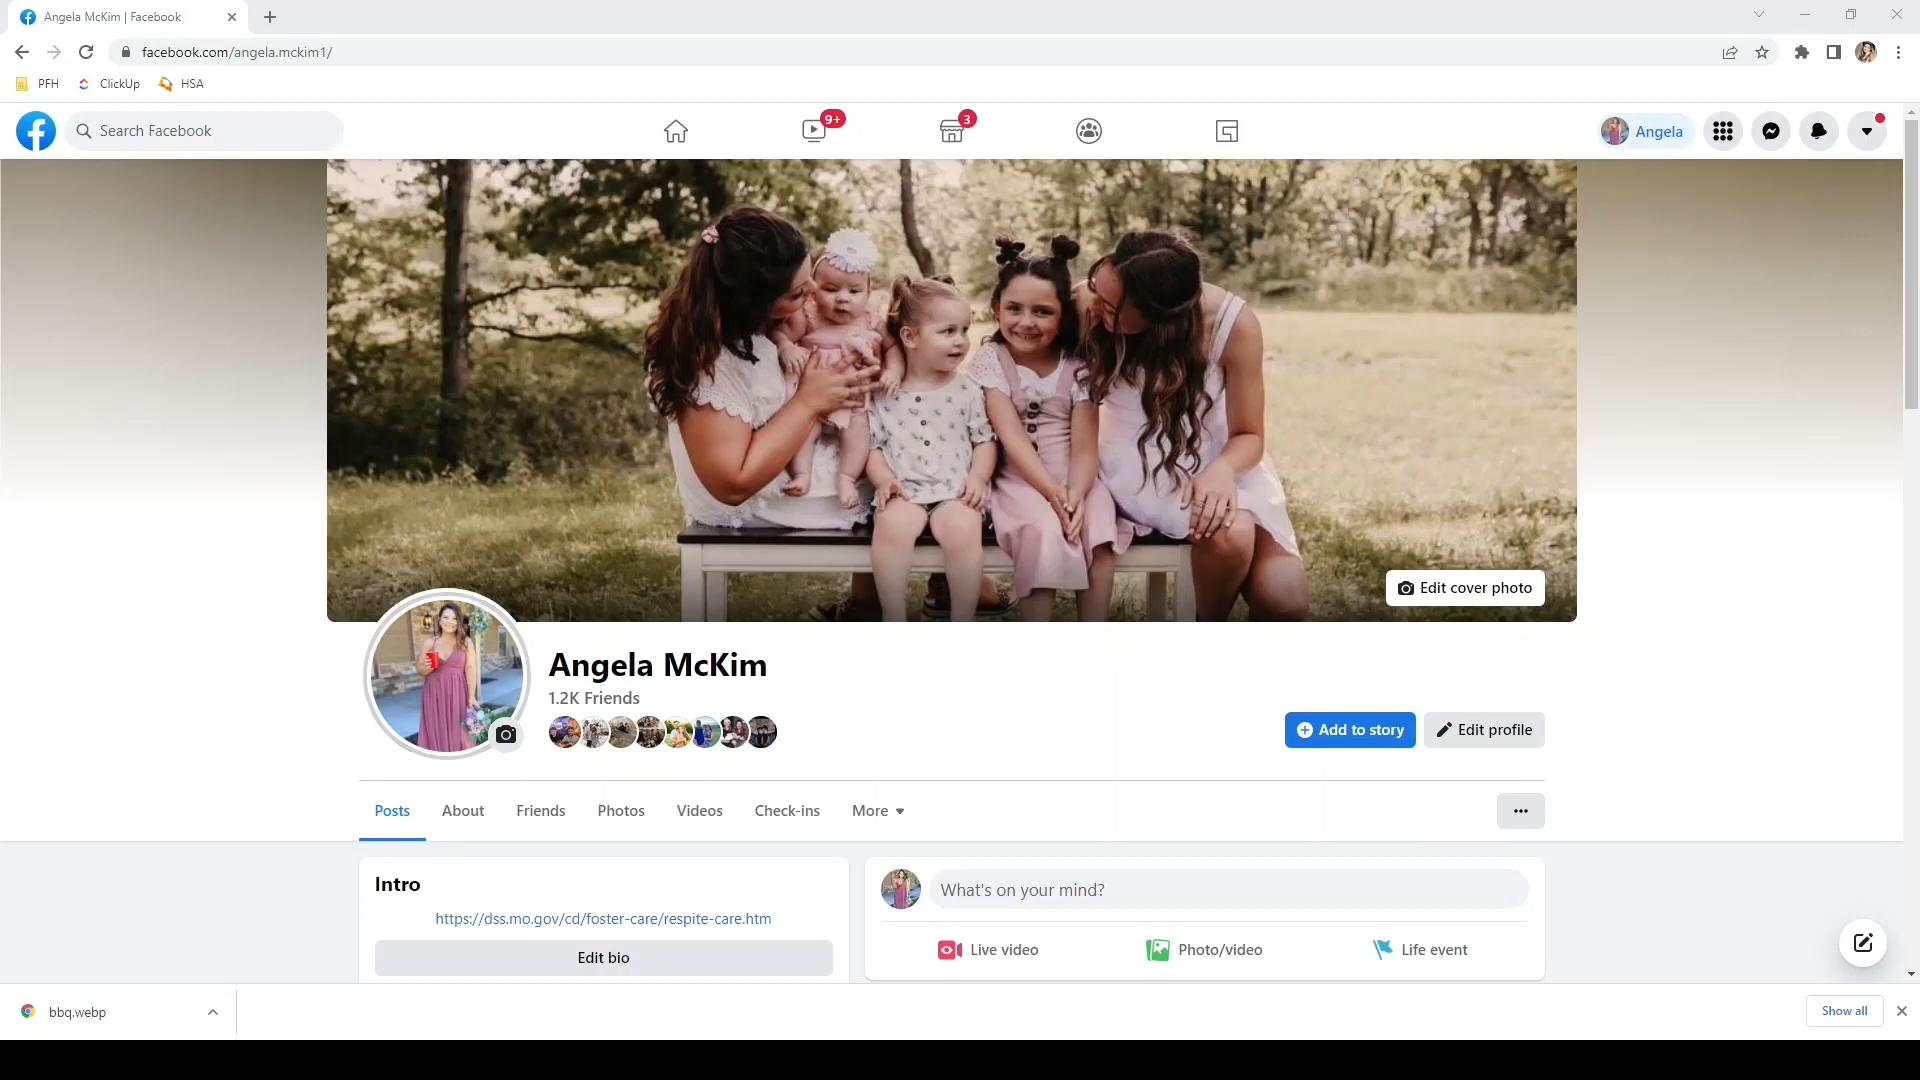 Angela McKim | Facebook
facebook.com/angela.mckim1/
PFH
ClickUp
HSA
Search Facebook
9+
3
Angela
Edit cover photo
Angela McKim
1.2K Friends
Add to story
Edit profile
Posts
About
Friends
Photos
Videos
Check-ins
More
Intro
https://dss.mo.gov/cd/foster-care/respite-care.htm
Edit bio
What's on your mind?
Live video
Photo/video
Life event
bbq.webp
Show all